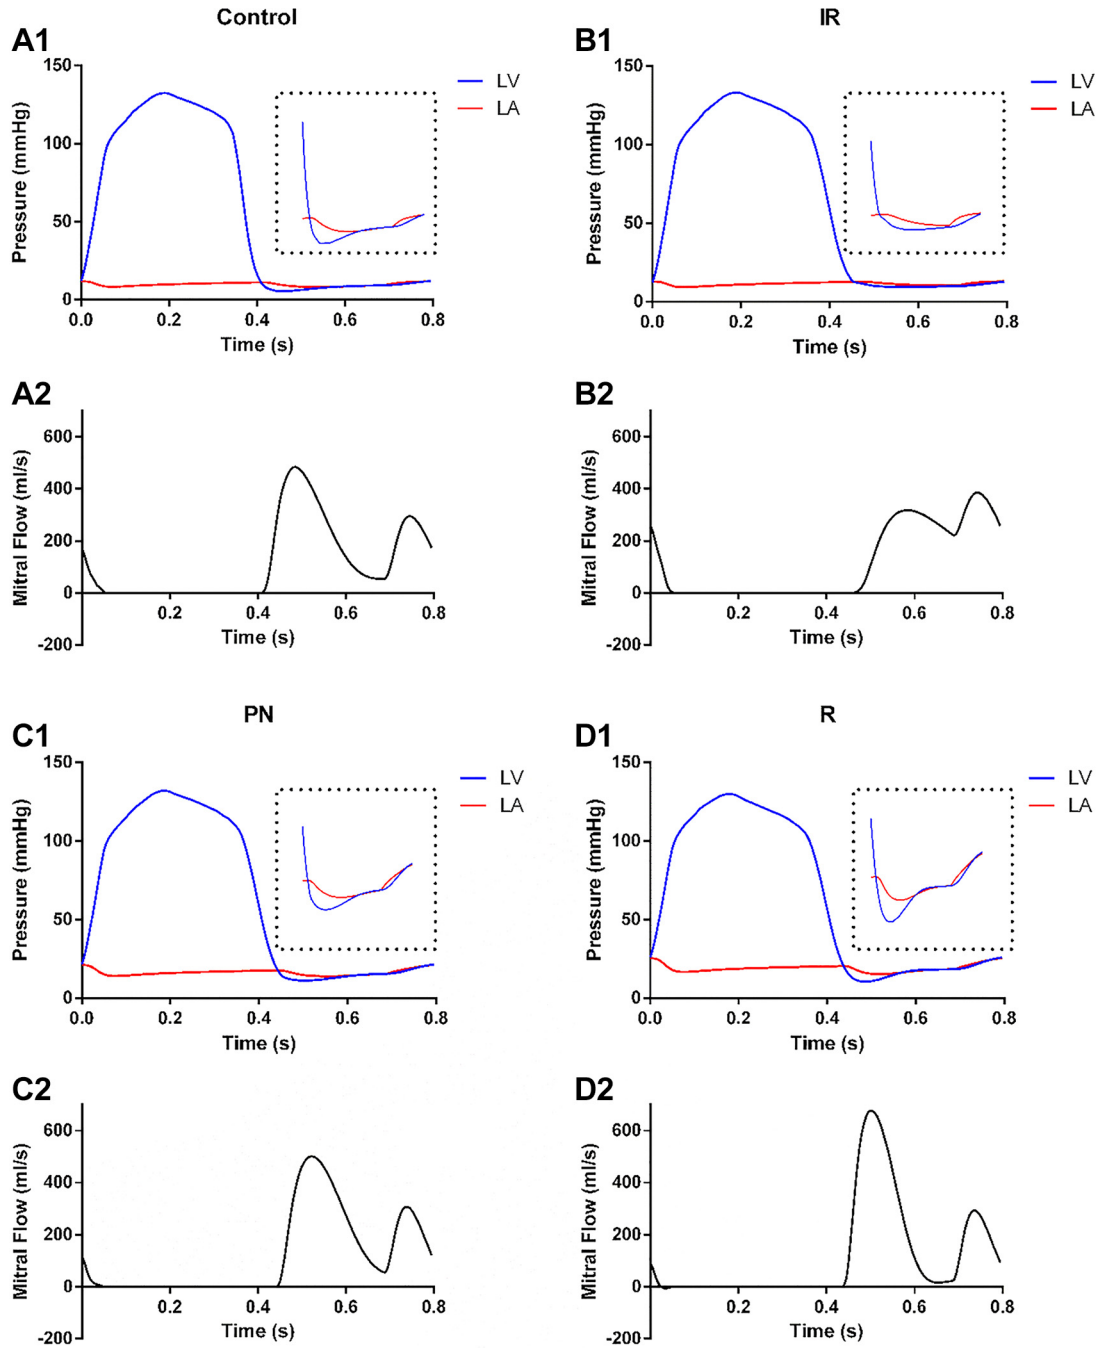 Control
A1
150
100
50
0
Pressure (mmHg)
LV
LA
0.0 0.2 0.4 0.6 0.8
Time (s)
IR
B1
150
100
50
0
Pressure (mmHg)
LV
LA
0.0 0.2 0.4 0.6 0.8
Time (s)
A2
600
400
200
0
-200
Mitral Flow (ml/s)
0.2 0.4 0.6 0.8
Time (s)
B2
600
400
200
0
-200
Mitral Flow (ml/s)
0.2 0.4 0.6 0.8
Time (s)
PN
C1
150
100
50
0
Pressure (mmHg)
LV
LA
0.0 0.2 0.4 0.6 0.8
Time (s)
R
D1
150
100
50
0
Pressure (mmHg)
LV
LA
0.0 0.2 0.4 0.6 0.8
Time (s)
C2
600
400
200
0
-200
Mitral Flow (ml/s)
0.2 0.4 0.6 0.8
Time (s)
D2
600
400
200
0
-200
Mitral Flow (ml/s)
0.2 0.4 0.6 0.8
Time (s)